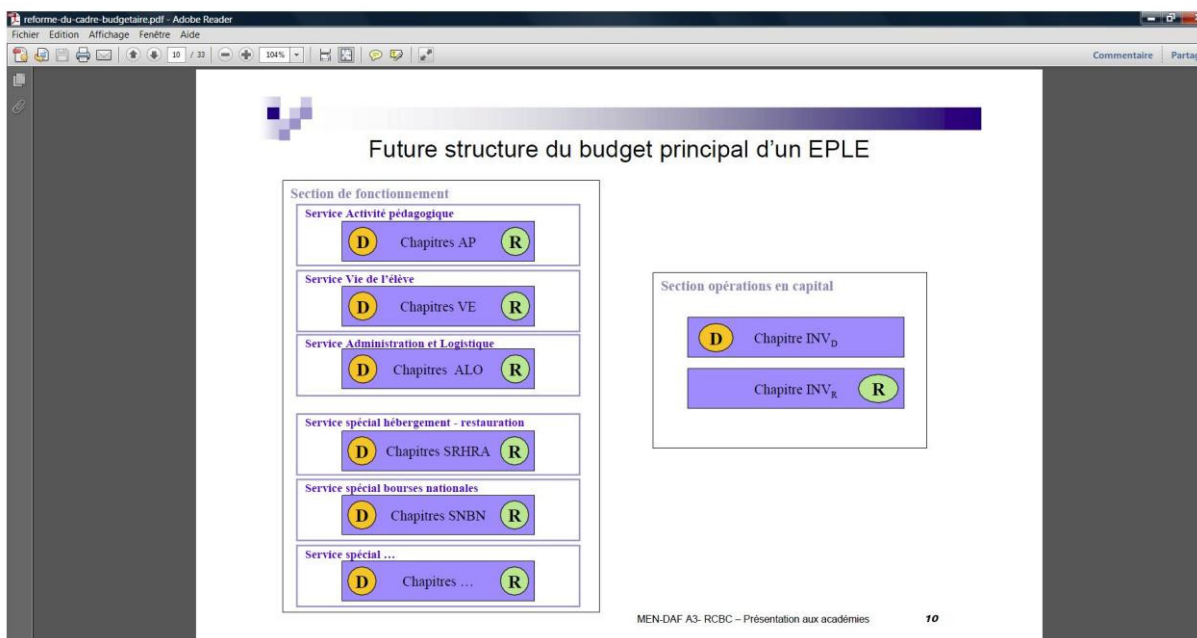 reforme-du-cadre-budgetaire.pdf - Adobe Reader
Fichier Edition Affichage Fenêtre Aide
10 / 33 104% Commentaire
Future structure du budget principal d'un EPLE
Section de fonctionnement
Service Activité pédagogique
D Chapitres AP R
Service Vie de l'élève
D Chapitres VE R
Service Administration et Logistique
D Chapitres ALO R
Service spécial hébergement - restauration
D Chapitres SRHRA R
Service spécial bourses nationales
D Chapitres SNBN R
Service spécial ...
D Chapitres ... R
Section opérations en capital
D Chapitre INVD
Chapitre INVR R
MEN-DAF A3- RCBC – Présentation aux académies 10